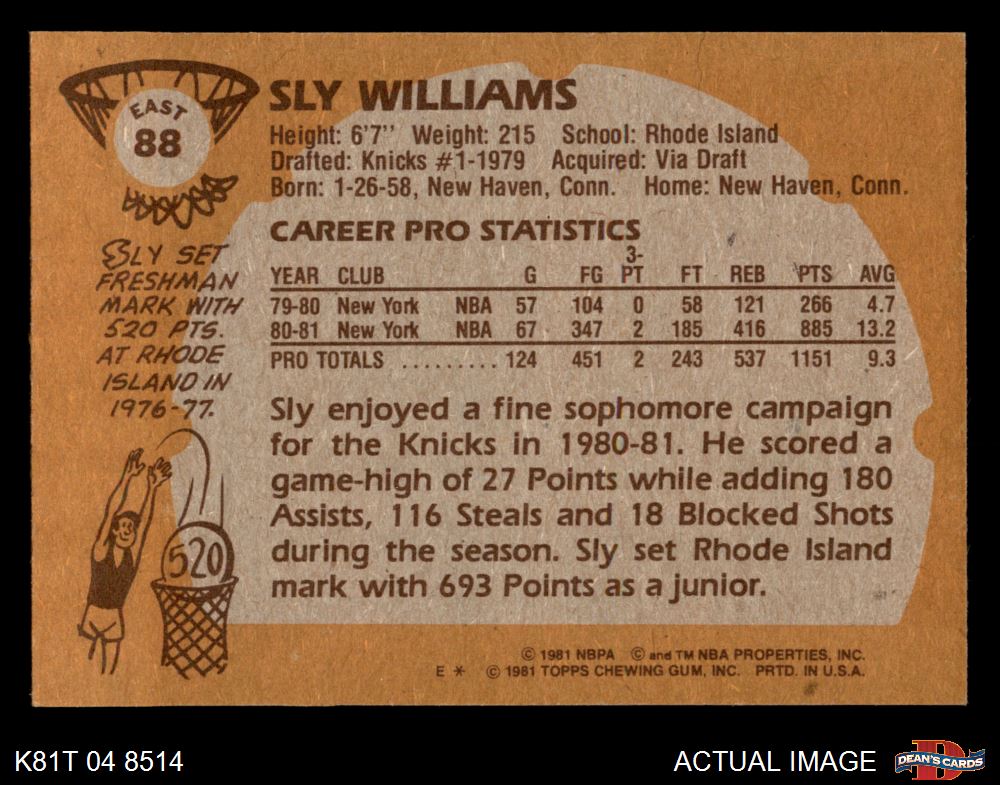 EAST
88
SLY WILLIAMS
Height: 6'7'' Weight: 215 School: Rhode Island
Drafted: Knicks #1-1979 Acquired: Via Draft
Born: 1-26-58, New Haven, Conn. Home: New Haven, Conn.
SLY SET
FRESHMAN
MARK WITH
520 PTS.
AT RHODE
ISLAND IN
1976-77.
520
CAREER PRO STATISTICS
YEAR CLUB G FG 3-PT FT REB PTS AVG
79-80 New York NBA 57 104 0 58 121 266 4.7
80-81 New York NBA 67 347 2 185 416 885 13.2
PRO TOTALS ......... 124 451 2 243 537 1151 9.3
Sly enjoyed a fine sophomore campaign
for the Knicks in 1980-81. He scored a
game-high of 27 Points while adding 180
Assists, 116 Steals and 18 Blocked Shots
during the season. Sly set Rhode Island
mark with 693 Points as a junior.
© 1981 NBPA © and TM NBA PROPERTIES, INC.
E * © 1981 TOPPS CHEWING GUM, INC. PRTD. IN U.S.A.
K81T 04 8514
ACTUAL IMAGE
D
DEAN'S CARDS